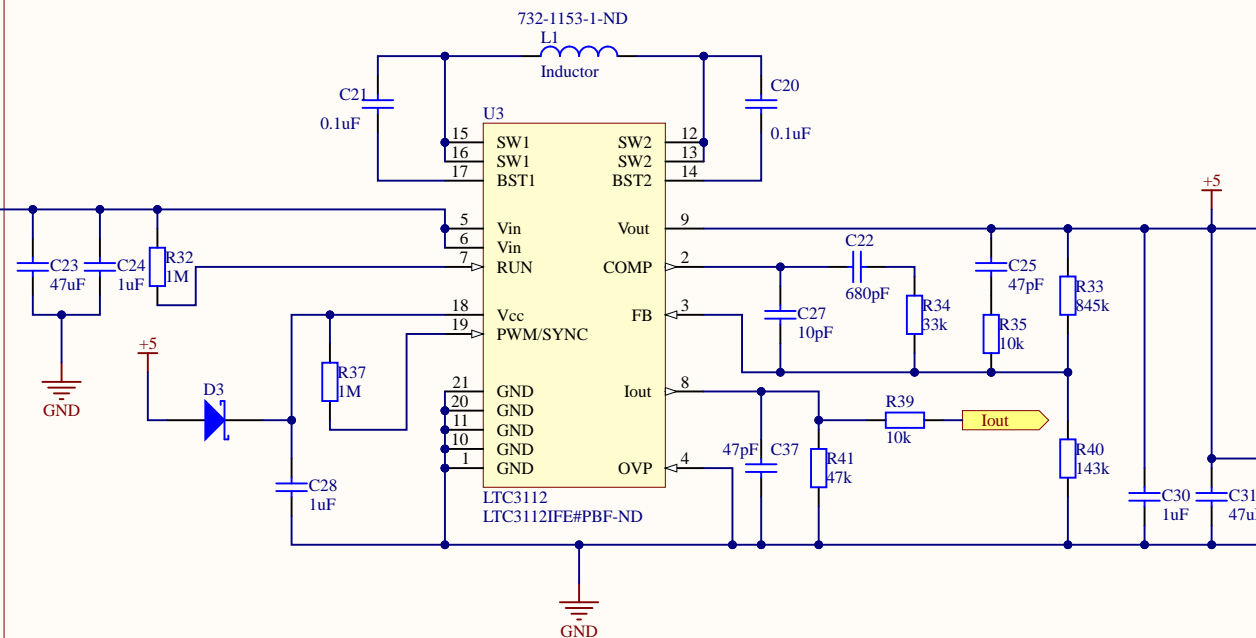 732-1153-1-ND
L1
Inductor
C21
0.1uF
C20
0.1uF
U3
15 SW1
16 SW1
17 BST1
SW2 12
SW2 13
BST2 14
5 Vin
6 Vin
7 RUN
18 Vcc
19 PWM/SYNC
21 GND
20 GND
11 GND
10 GND
1 GND
Vout 9
COMP 2
FB 3
Iout 8
OVP 4
LTC3112
LTC3112IFE#PBF-ND
C23
47uF
C24
1uF
R32
1M
GND
+5
D3
R37
1M
C28
1uF
C22
680pF
C27
10pF
R34
33k
C25
47pF
R35
10k
R33
845k
+5
R39
10k
Iout
47pF C37
R41
47k
R40
143k
C30
1uF
C31
GND